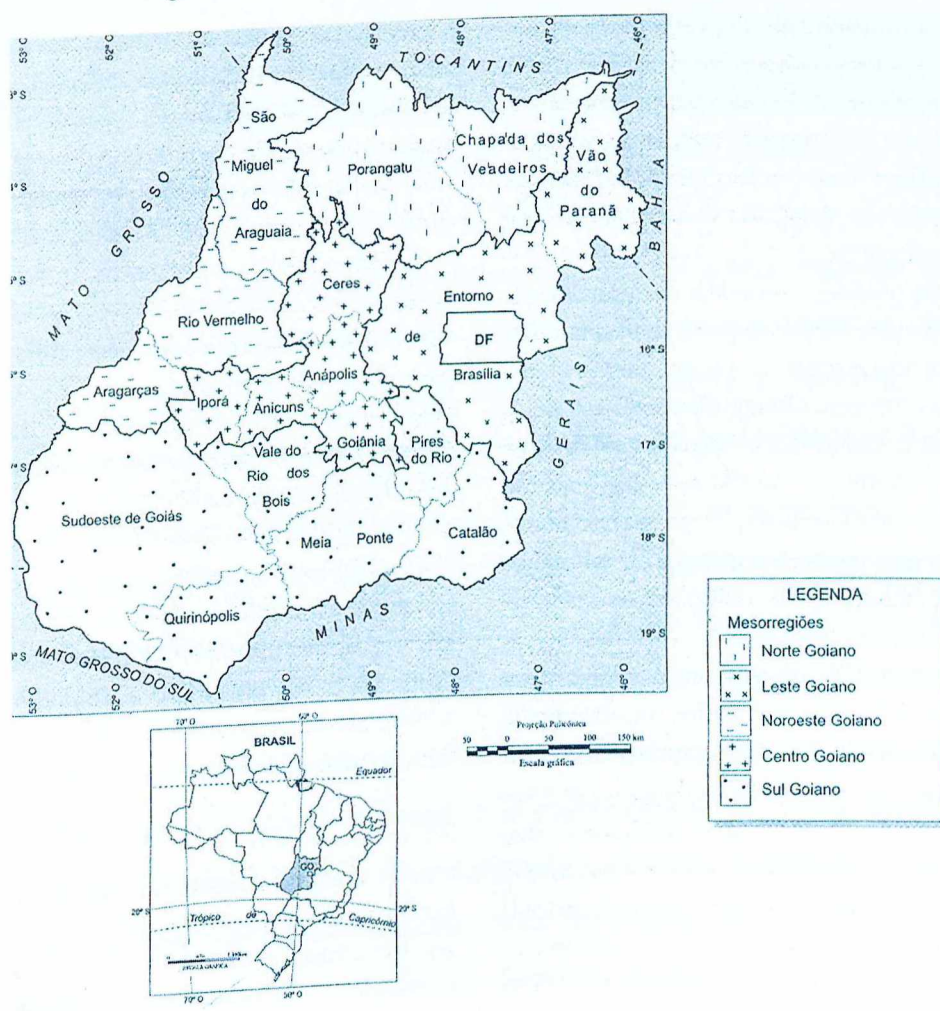 53° O
52° O
51° O
50° O
49° O
48° O
47° O
46° O
TOCANTINS
MATO GROSSO
BAHIA
São
Miguel
do
Araguaia
Porangatu
Chapada dos
Veadeiros
Vão
do
Paranã
Ceres
Rio Vermelho
Entorno
de
DF
Brasília
Aragarças
Iporá
Anicuns
Anápolis
Goiânia
Pires
do Rio
Vale do
Rio dos
Bois
Sudoeste de Goiás
Meia Ponte
Catalão
Quirinópolis
MINAS
GERAIS
MATO GROSSO DO SUL
16° S
17° S
18° S
19° S
53° O
52° O
50° O
49° O
48° O
47° O
46° O
LEGENDA
Mesorregiões
Norte Goiano
Leste Goiano
Noroeste Goiano
Centro Goiano
Sul Goiano
Projeção Policônica
50 0 50 100 150 km
Escala gráfica
70° O
BRASIL
Equador
GO
20° S
20° S
Trópico de Capricórnio
ESCALA GRÁFICA
70° O
50° O